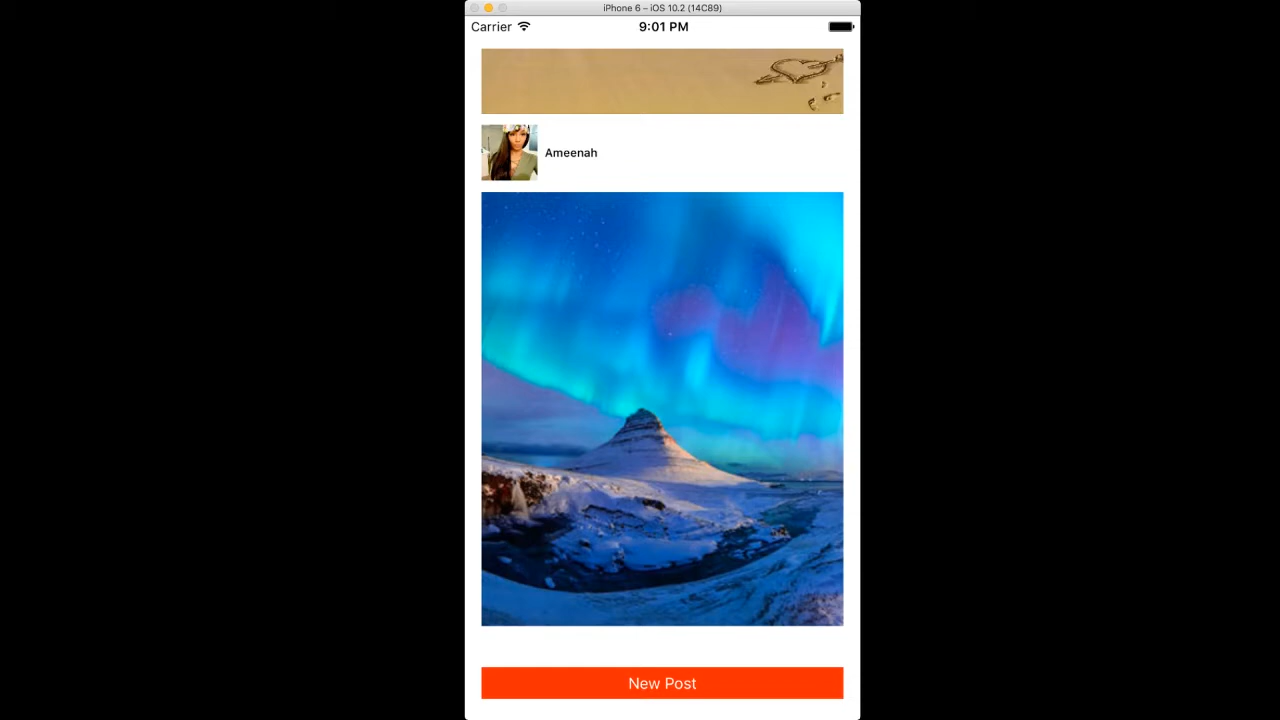 iPhone 6 – iOS 10.2 (14C89)
Carrier 9:01 PM
Ameenah
New Post